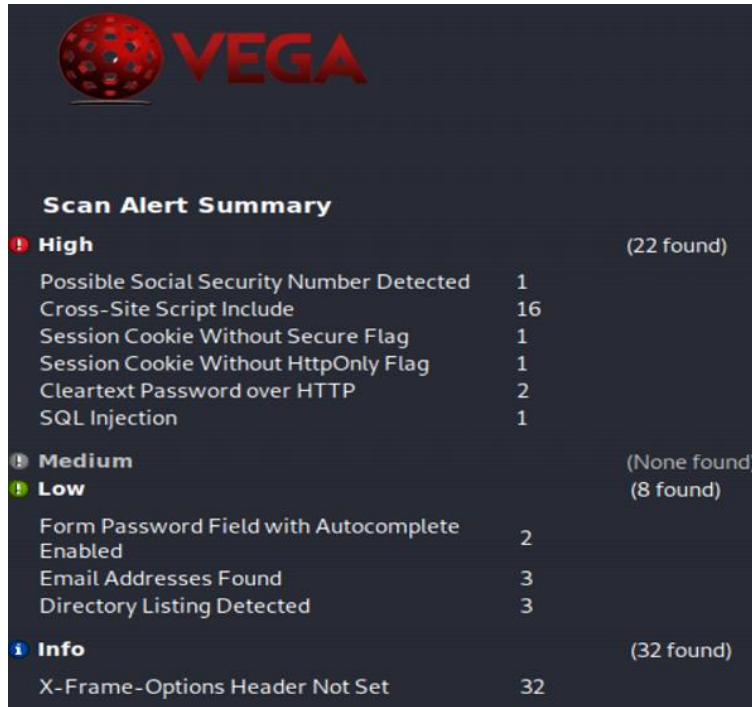 VEGA
Scan Alert Summary
High (22 found)
Possible Social Security Number Detected 1
Cross-Site Script Include 16
Session Cookie Without Secure Flag 1
Session Cookie Without HttpOnly Flag 1
Cleartext Password over HTTP 2
SQL Injection 1
Medium (None found)
Low (8 found)
Form Password Field with Autocomplete
Enabled 2
Email Addresses Found 3
Directory Listing Detected 3
Info (32 found)
X-Frame-Options Header Not Set 32